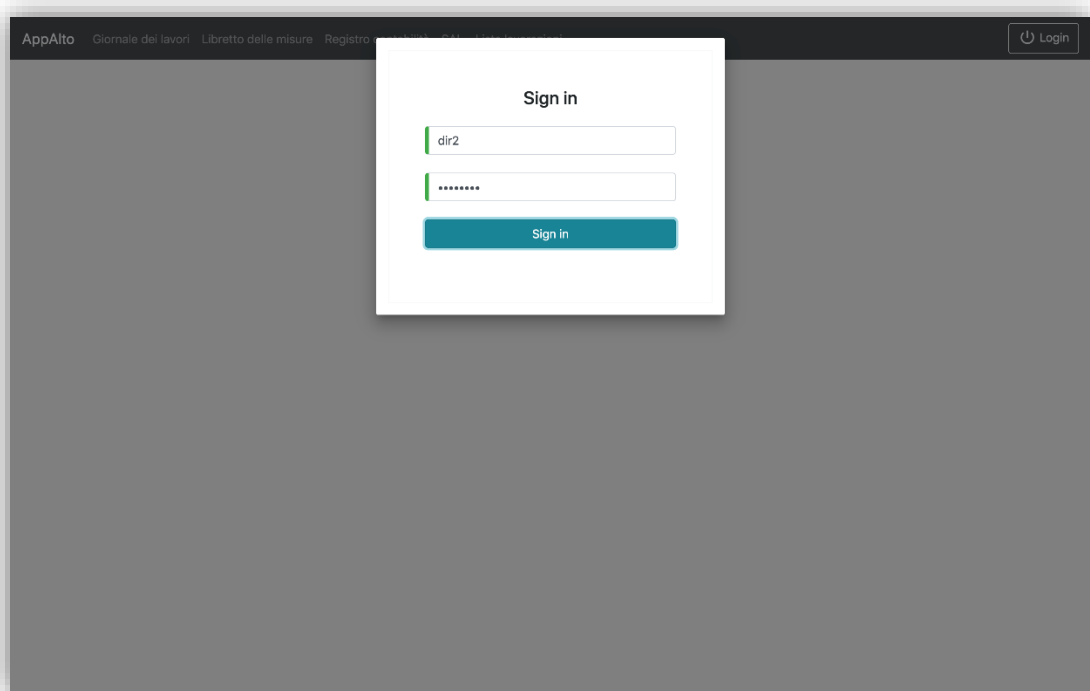 AppAlto Giornale dei lavori Libretto delle misure Registro Login
Sign in
dir2
••••••••
Sign in